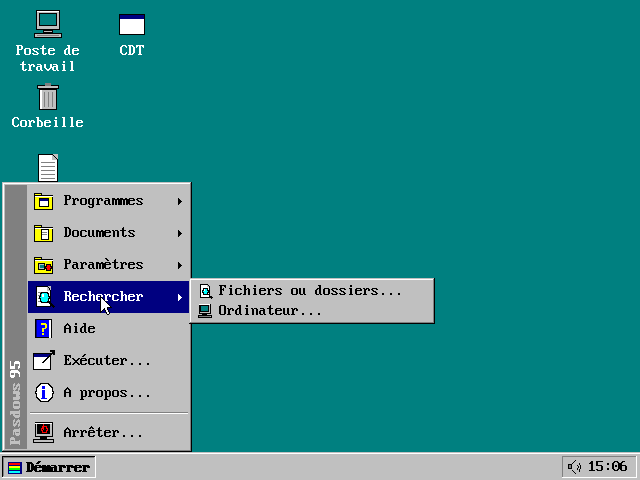 Poste de
travail
CDT
Corbeille
Programmes
Documents
Paramètres
Rechercher
Fichiers ou dossiers...
Ordinateur...
Aide
Exécuter...
A propos...
Arrêter...
Pasdows 95
Démarrer
15:06